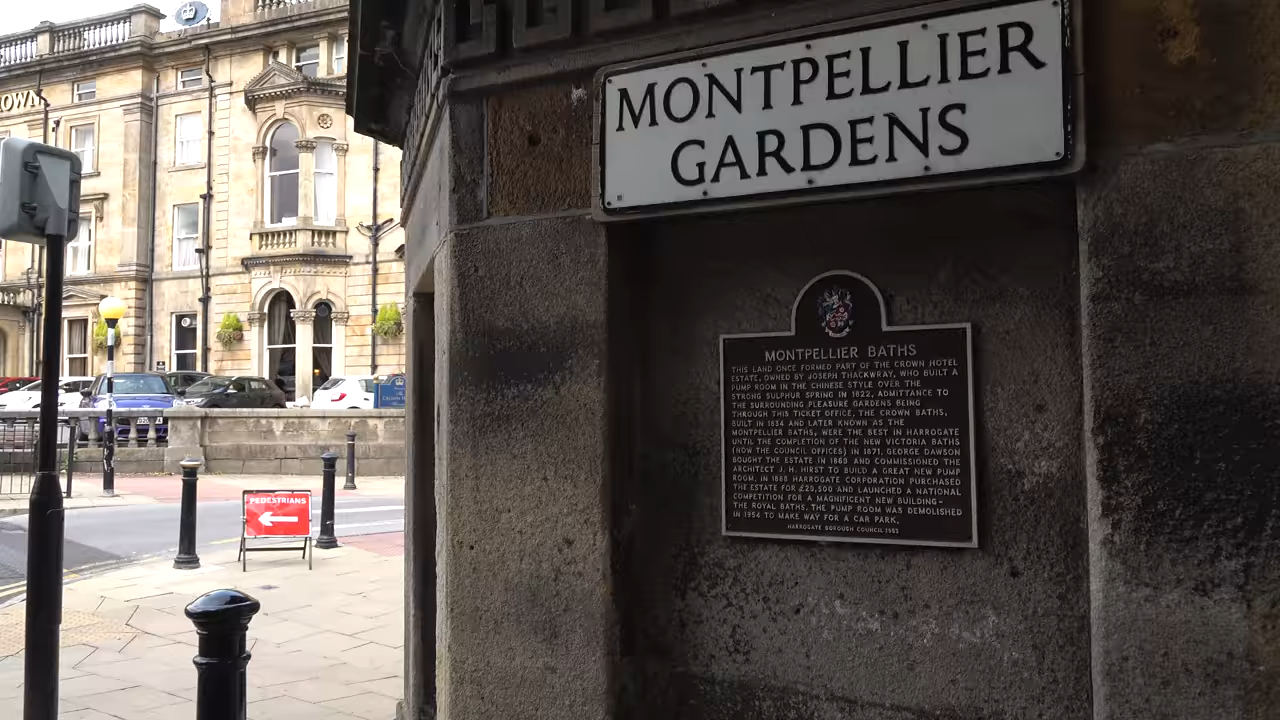 OWN
MONTPELLIER
GARDENS
MONTPELLIER BATHS
THIS LAND ONCE FORMED PART OF THE CROWN HOTEL
ESTATE, OWNED BY JOSEPH THACKWRAY, WHO BUILT A
PUMP ROOM IN THE CHINESE STYLE OVER THE
STRONG SULPHUR SPRING IN 1822, ADMITTANCE TO
THE SURROUNDING PLEASURE GARDENS BEING
THROUGH THIS TICKET OFFICE, THE CROWN BATHS,
BUILT IN 1834 AND LATER KNOWN AS THE
MONTPELLIER BATHS, WERE THE BEST IN HARROGATE
UNTIL THE COMPLETION OF THE NEW VICTORIA BATHS
(NOW THE COUNCIL OFFICES) IN 1871, GEORGE DAWSON
BOUGHT THE ESTATE IN 1869 AND COMMISSIONED THE
ARCHITECT J. H. HIRST TO BUILD A GREAT NEW PUMP
ROOM, IN 1888 HARROGATE CORPORATION PURCHASED
THE ESTATE FOR £29,500 AND LAUNCHED A NATIONAL
COMPETITION FOR A MAGNIFICENT NEW BUILDING-
THE ROYAL BATHS. THE PUMP ROOM WAS DEMOLISHED
IN 1954 TO MAKE WAY FOR A CAR PARK.
HARROGATE BOROUGH COUNCIL 1983
PEDESTRIANS